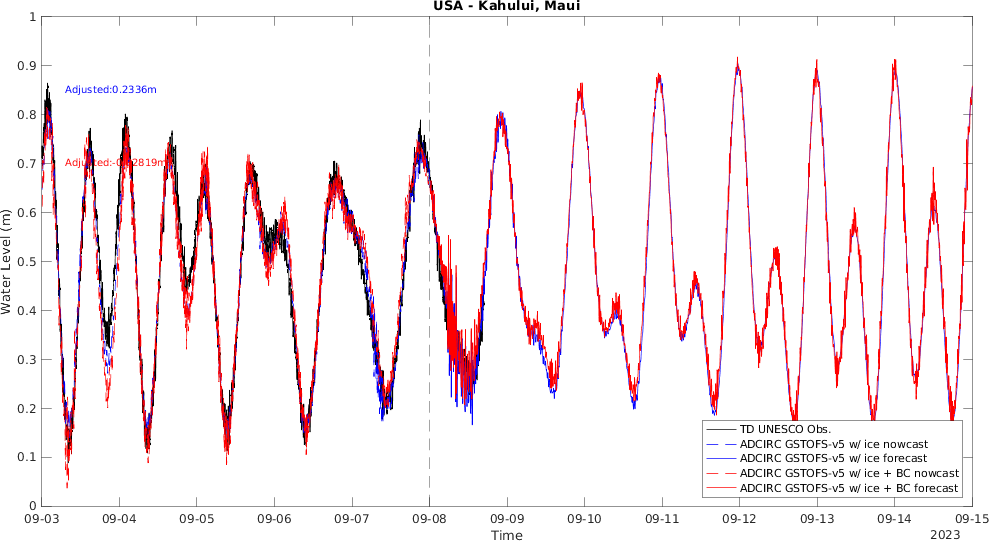 USA - Kahului, Maui
1
0.9
0.8
0.7
0.6
0.5
0.4
0.3
0.2
0.1
0
Water Level (m)
Adjusted:0.2336m
TD UNESCO Obs.
ADCIRC GSTOFS-v5 w/ ice nowcast
ADCIRC GSTOFS-v5 w/ ice forecast
ADCIRC GSTOFS-v5 w/ ice + BC nowcast
ADCIRC GSTOFS-v5 w/ ice + BC forecast
09-03 09-04 09-05 09-06 09-07 09-08 09-09 09-10 09-11 09-12 09-13 09-14 09-15
Time
2023